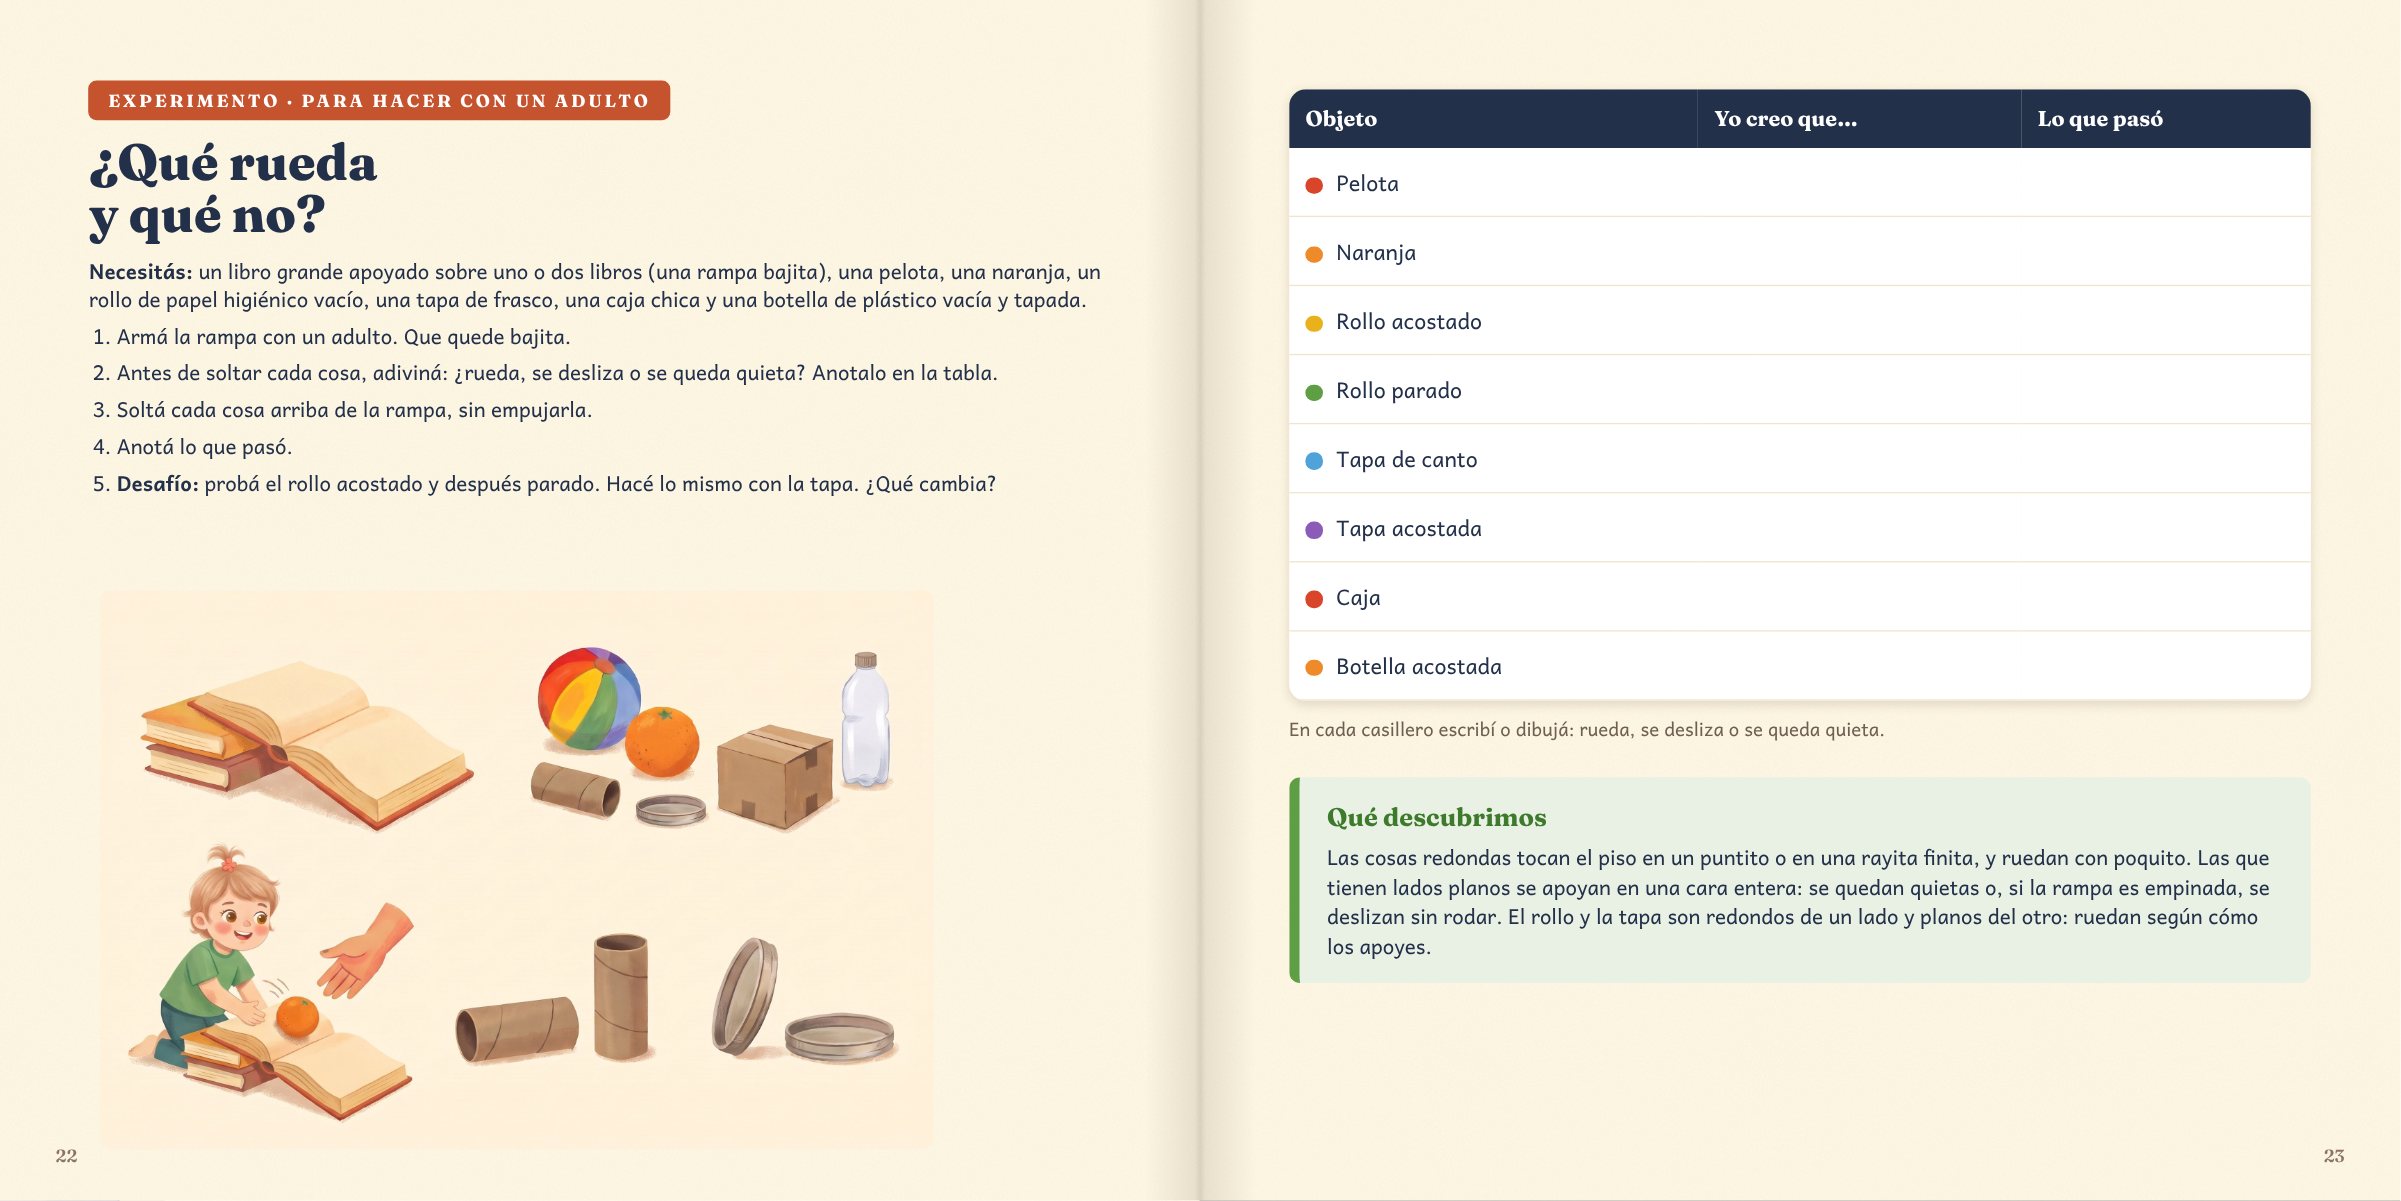 EXPERIMENTO · PARA HACER CON UN ADULTO
¿Qué rueda
y qué no?
Necesitás: un libro grande apoyado sobre uno o dos libros (una rampa bajita), una pelota, una naranja, un
rollo de papel higiénico vacío, una tapa de frasco, una caja chica y una botella de plástico vacía y tapada.
1. Armá la rampa con un adulto. Que quede bajita.
2. Antes de soltar cada cosa, adiviná: ¿rueda, se desliza o se queda quieta? Anotalo en la tabla.
3. Soltá cada cosa arriba de la rampa, sin empujarla.
4. Anotá lo que pasó.
5. Desafío: probá el rollo acostado y después parado. Hacé lo mismo con la tapa. ¿Qué cambia?
22
Objeto Yo creo que... Lo que pasó
Pelota
Naranja
Rollo acostado
Rollo parado
Tapa de canto
Tapa acostada
Caja
Botella acostada
En cada casillero escribí o dibujá: rueda, se desliza o se queda quieta.
Qué descubrimos
Las cosas redondas tocan el piso en un puntito o en una rayita finita, y ruedan con poquito. Las que
tienen lados planos se apoyan en una cara entera: se quedan quietas o, si la rampa es empinada, se
deslizan sin rodar. El rollo y la tapa son redondos de un lado y planos del otro: ruedan según cómo
los apoyes.
23